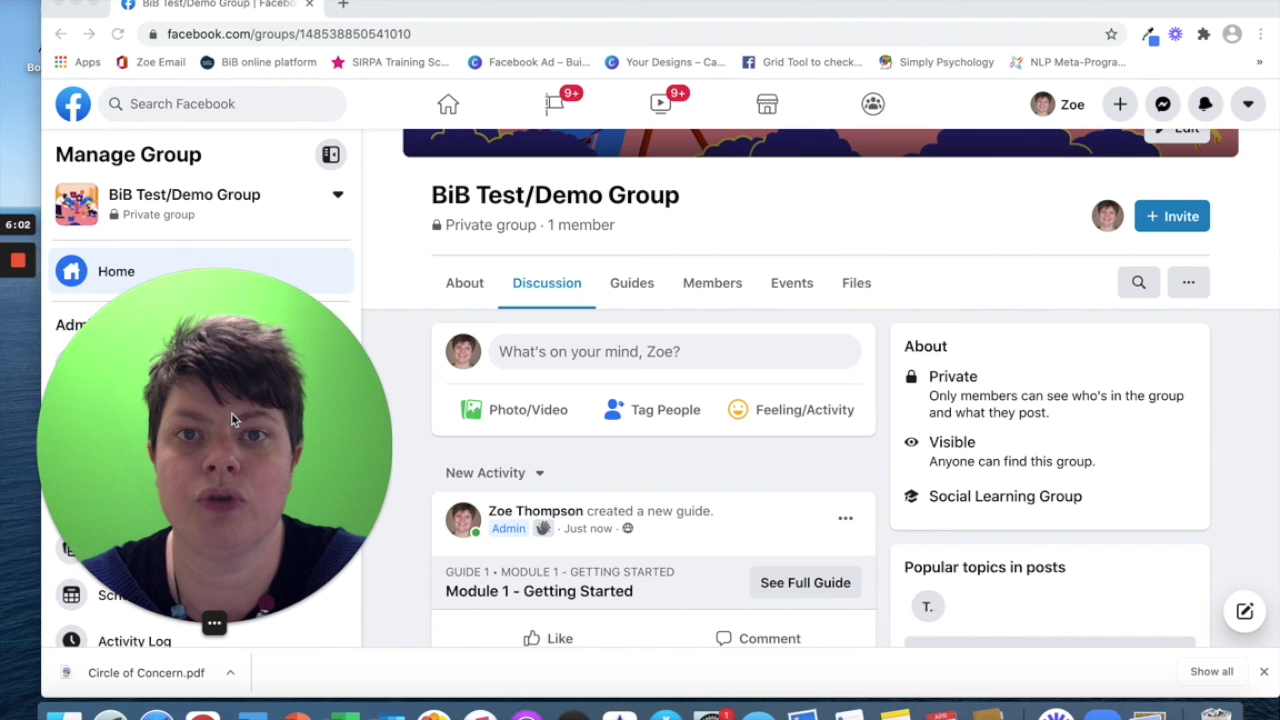 BiB Test/Demo Group | Facebo
facebook.com/groups/148538850541010
Apps
Zoe Email
BiB online platform
SIRPA Training Sc...
Facebook Ad – Bui...
Your Designs – Ca...
Grid Tool to check...
Simply Psychology
NLP Meta-Progra...
»
Search Facebook
9+
9+
Zoe
Manage Group
BiB Test/Demo Group
Private group
6:02
Home
Edit
BiB Test/Demo Group
Private group · 1 member
+ Invite
About
Discussion
Guides
Members
Events
Files
What's on your mind, Zoe?
Photo/Video
Tag People
Feeling/Activity
New Activity
Zoe Thompson created a new guide.
Admin · Just now ·
GUIDE 1 • MODULE 1 - GETTING STARTED
Module 1 - Getting Started
See Full Guide
Like
Comment
About
Private
Only members can see who's in the group
and what they post.
Visible
Anyone can find this group.
Social Learning Group
Popular topics in posts
T.
Activity Log
Circle of Concern.pdf
Show all
1
APR